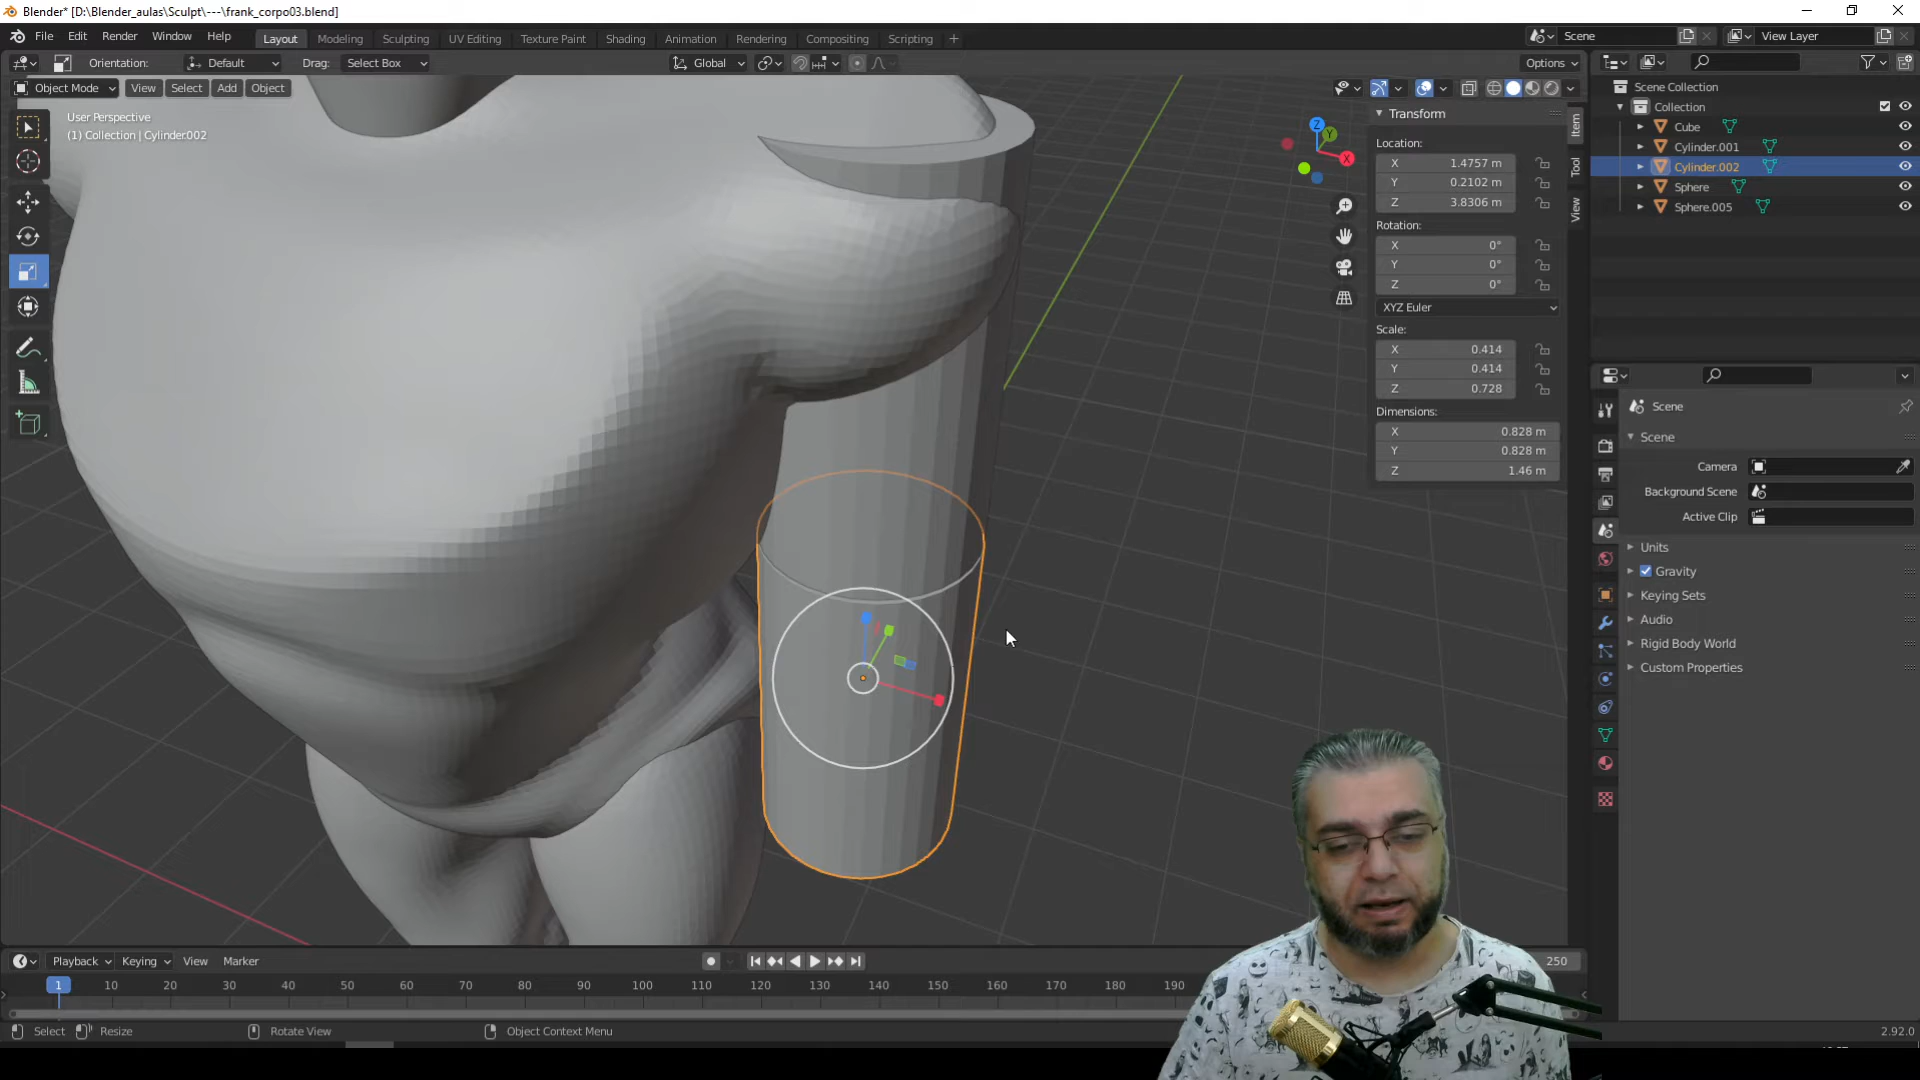 Blender* [D:\Blender_aulas\Sculpt\---\frank_corpo03.blend]
File Edit Render Window Help
Layout Modeling Sculpting UV Editing Texture Paint Shading Animation Rendering Compositing Scripting +
Scene
View Layer
Orientation: Default Drag: Select Box
Global
Options
Object Mode View Select Add Object
User Perspective
(1) Collection | Cylinder.002
Z
Y
X
Transform
Location:
X 1.4757 m
Y 0.2102 m
Z 3.8306 m
Rotation:
X 0°
Y 0°
Z 0°
XYZ Euler
Scale:
X 0.414
Y 0.414
Z 0.728
Dimensions:
X 0.828 m
Y 0.828 m
Z 1.46 m
Item
Tool
View
Scene Collection
Collection
Cube
Cylinder.001
Cylinder.002
Sphere
Sphere.005
Scene
Scene
Camera
Background Scene
Active Clip
Units
Gravity
Keying Sets
Audio
Rigid Body World
Custom Properties
Playback Keying View Marker
250
1 10 20 30 40 50 60 70 80 90 100 110 120 130 140 150 160 170 180 190
Select Resize Rotate View Object Context Menu
2.92.0